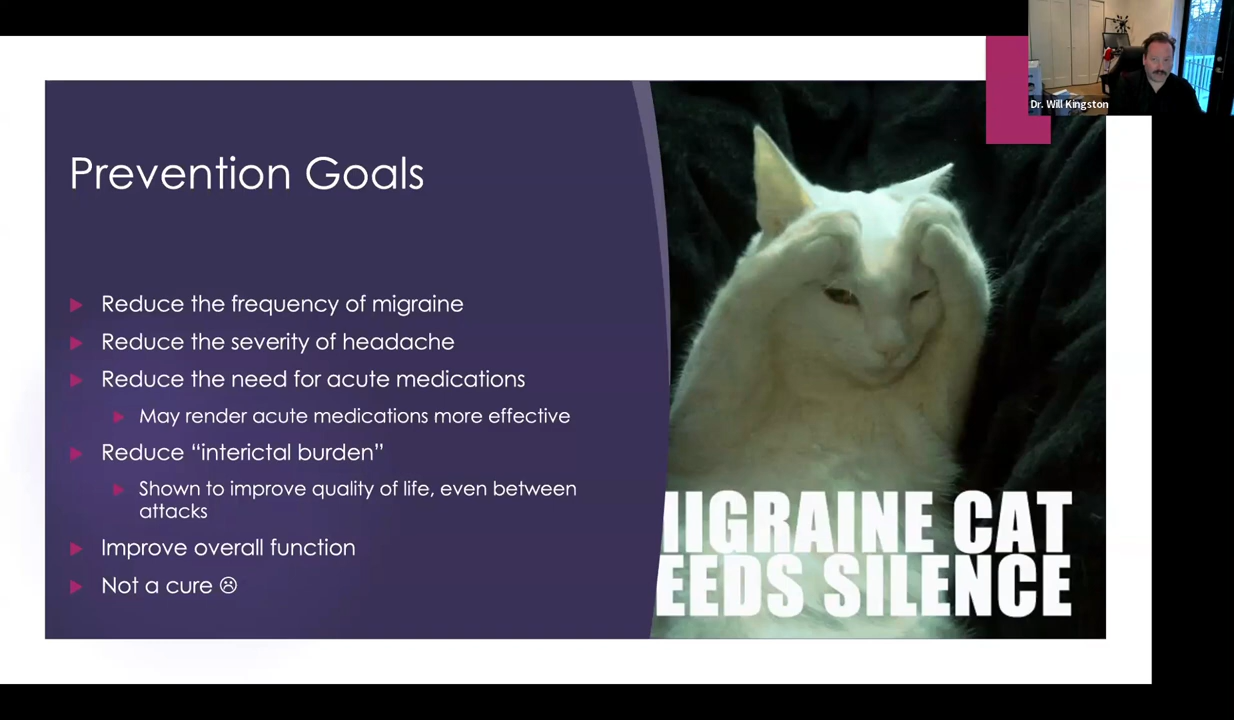 Dr. Will Kingston
Prevention Goals
Reduce the frequency of migraine
Reduce the severity of headache
Reduce the need for acute medications
May render acute medications more effective
Reduce “interictal burden”
Shown to improve quality of life, even between
attacks
Improve overall function
Not a cure ☹
MIGRAINE CAT
EEDS SILENCE